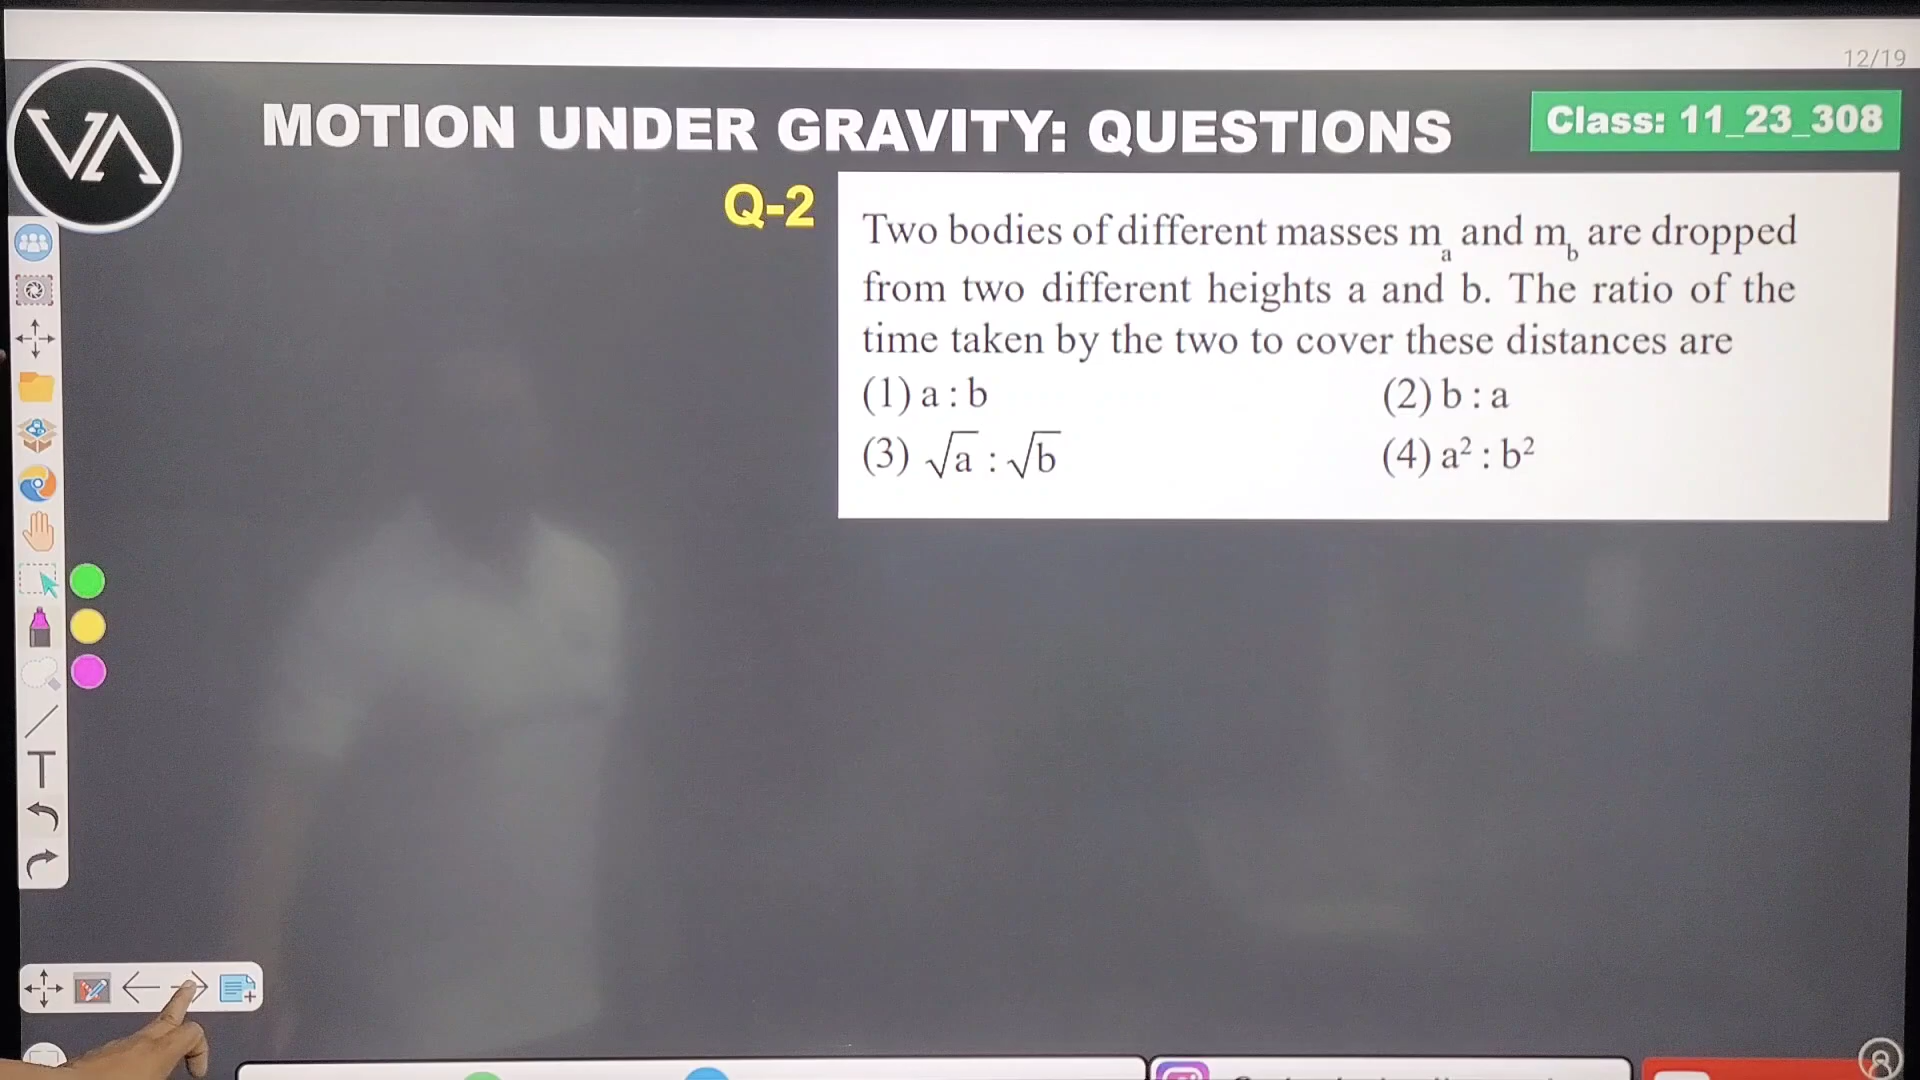 12/19
VA
MOTION UNDER GRAVITY: QUESTIONS
Class: 11_23_308
Q-2
Two bodies of different masses mₐ and m_b are dropped
from two different heights a and b. The ratio of the
time taken by the two to cover these distances are
(1) a : b (2) b : a
(3) √a : √b (4) a² : b²
T